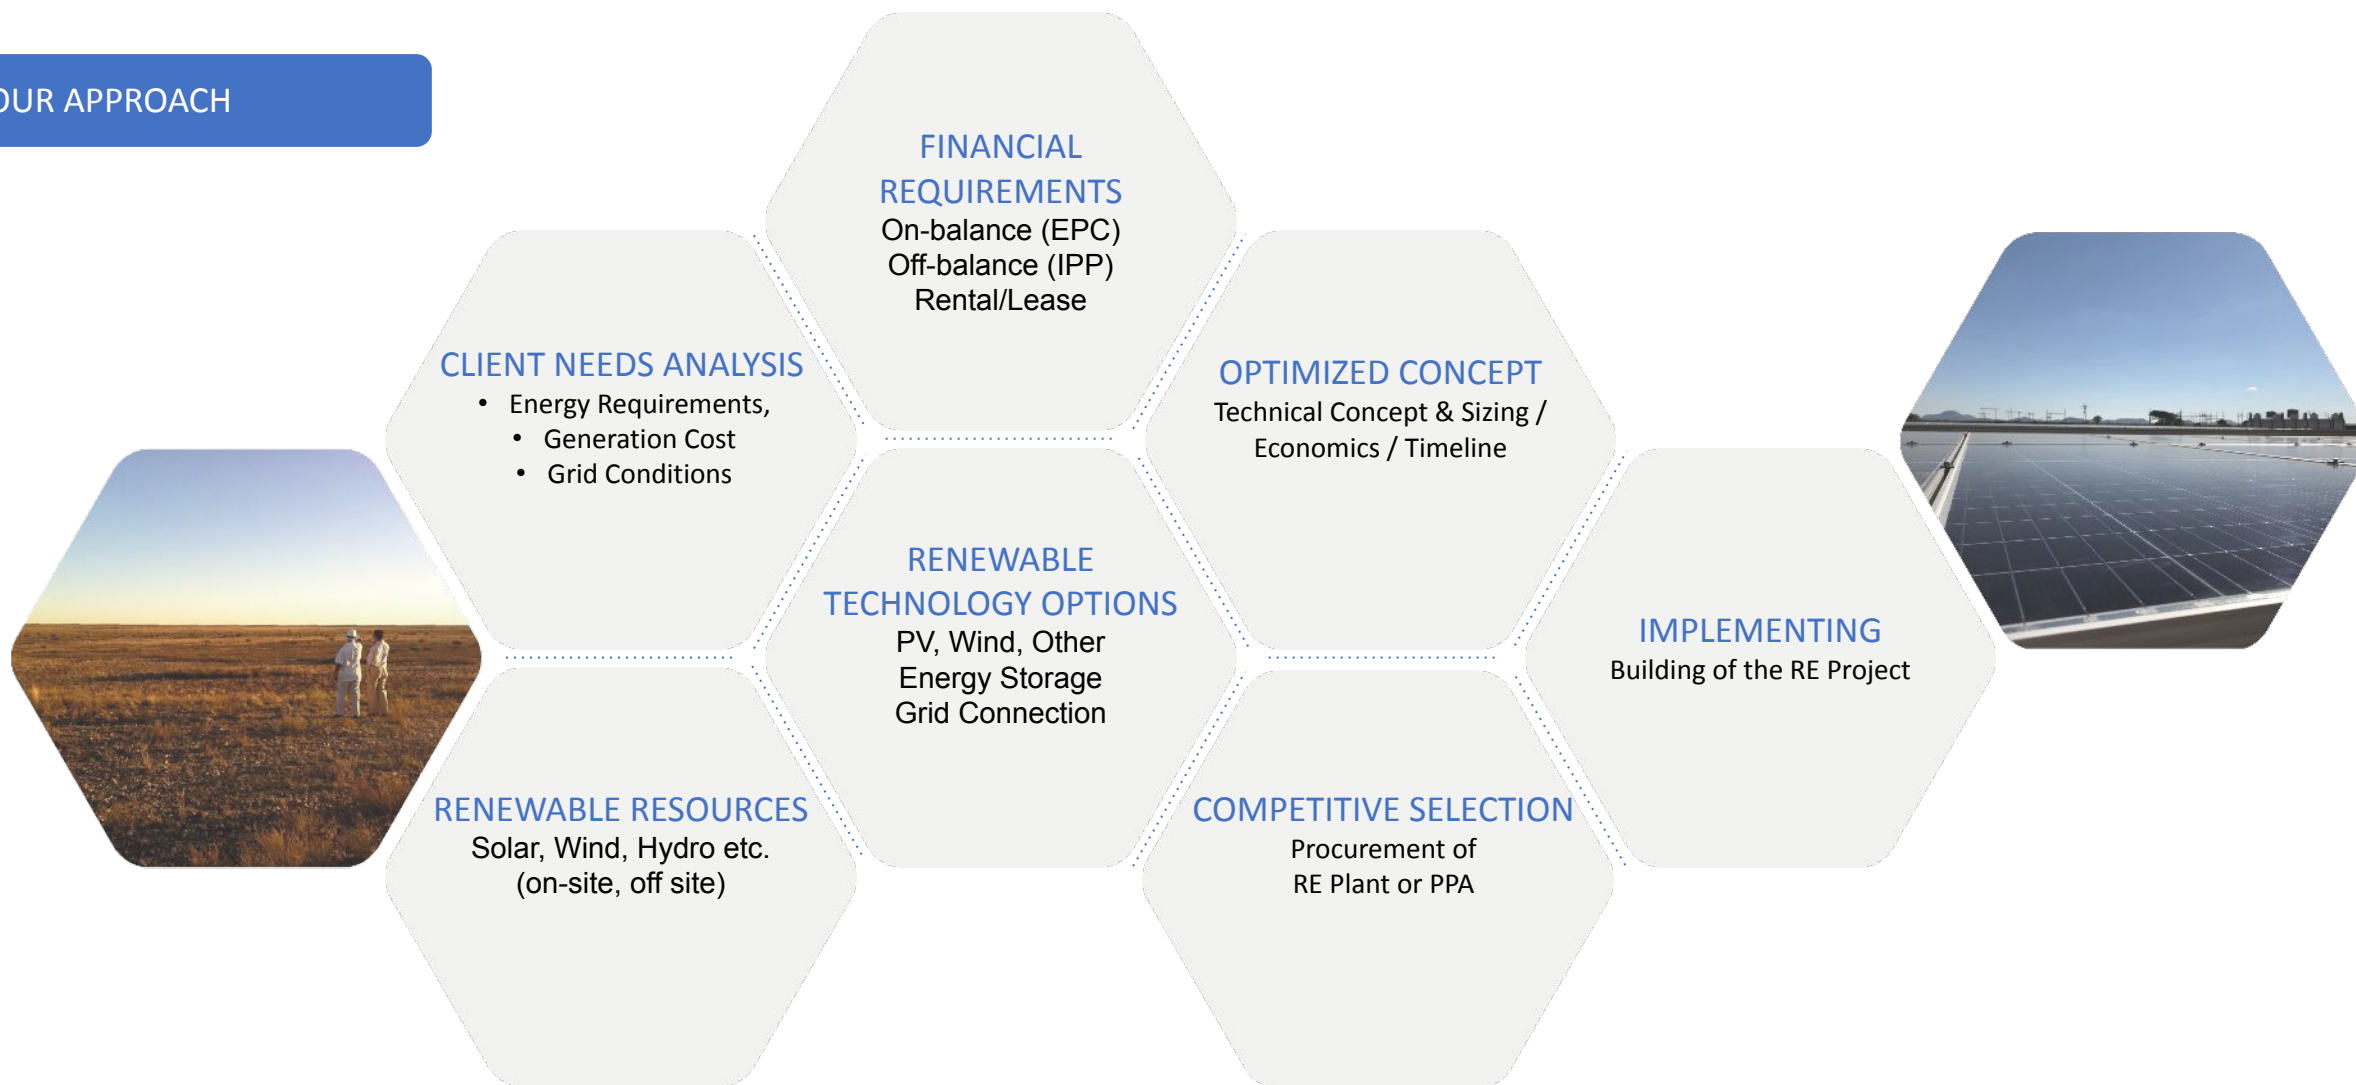 OUR APPROACH
FINANCIAL
REQUIREMENTS
On-balance (EPC)
Off-balance (IPP)
Rental/Lease
CLIENT NEEDS ANALYSIS
• Energy Requirements,
• Generation Cost
• Grid Conditions
OPTIMIZED CONCEPT
Technical Concept & Sizing /
Economics / Timeline
RENEWABLE
TECHNOLOGY OPTIONS
PV, Wind, Other
Energy Storage
Grid Connection
IMPLEMENTING
Building of the RE Project
RENEWABLE RESOURCES
Solar, Wind, Hydro etc.
(on-site, off site)
COMPETITIVE SELECTION
Procurement of
RE Plant or PPA